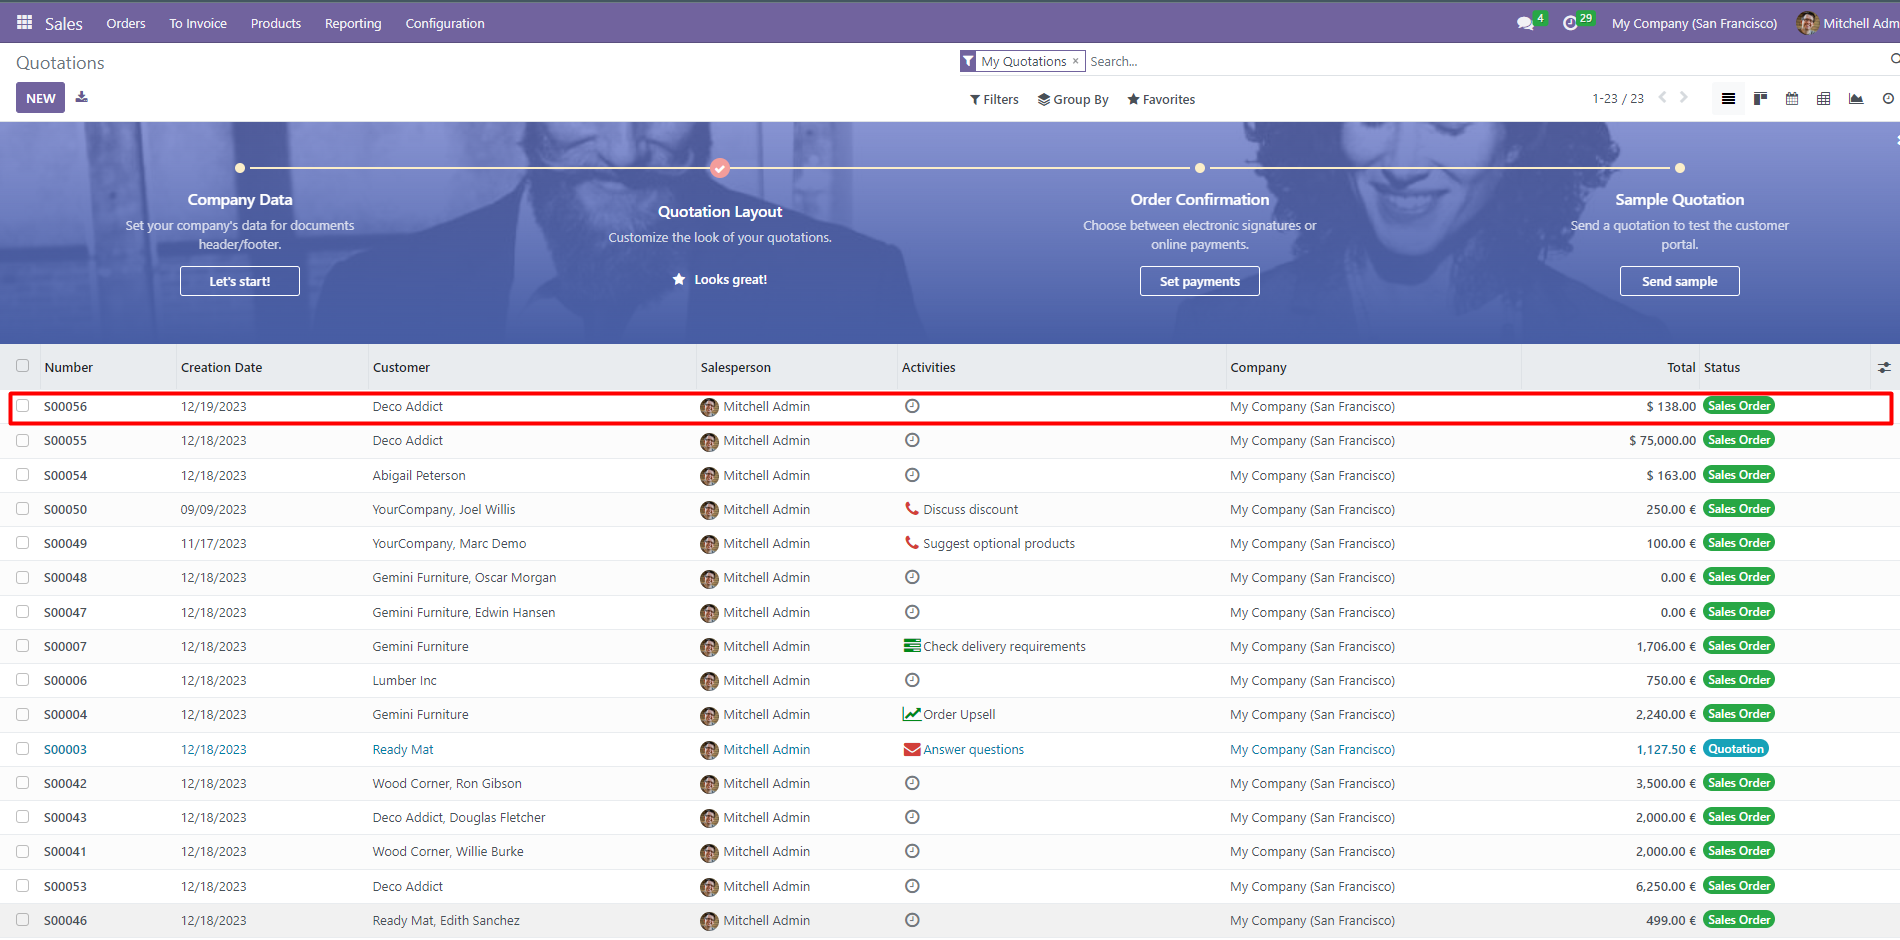 Sales Orders To Invoice Products Reporting Configuration 4 29 My Company (San Francisco) Mitchell Adm
Quotations
My Quotations × Search...
NEW
Filters Group By Favorites 1-23 / 23
Company Data
Set your company's data for documents
header/footer.
Let's start!
Quotation Layout
Customize the look of your quotations.
Looks great!
Order Confirmation
Choose between electronic signatures or
online payments.
Set payments
Sample Quotation
Send a quotation to test the customer
portal.
Send sample
Number Creation Date Customer Salesperson Activities Company Total Status
S00056 12/19/2023 Deco Addict Mitchell Admin My Company (San Francisco) $ 138.00 Sales Order
S00055 12/18/2023 Deco Addict Mitchell Admin My Company (San Francisco) $ 75,000.00 Sales Order
S00054 12/18/2023 Abigail Peterson Mitchell Admin My Company (San Francisco) $ 163.00 Sales Order
S00050 09/09/2023 YourCompany, Joel Willis Mitchell Admin Discuss discount My Company (San Francisco) 250.00 € Sales Order
S00049 11/17/2023 YourCompany, Marc Demo Mitchell Admin Suggest optional products My Company (San Francisco) 100.00 € Sales Order
S00048 12/18/2023 Gemini Furniture, Oscar Morgan Mitchell Admin My Company (San Francisco) 0.00 € Sales Order
S00047 12/18/2023 Gemini Furniture, Edwin Hansen Mitchell Admin My Company (San Francisco) 0.00 € Sales Order
S00007 12/18/2023 Gemini Furniture Mitchell Admin Check delivery requirements My Company (San Francisco) 1,706.00 € Sales Order
S00006 12/18/2023 Lumber Inc Mitchell Admin My Company (San Francisco) 750.00 € Sales Order
S00004 12/18/2023 Gemini Furniture Mitchell Admin Order Upsell My Company (San Francisco) 2,240.00 € Sales Order
S00003 12/18/2023 Ready Mat Mitchell Admin Answer questions My Company (San Francisco) 1,127.50 € Quotation
S00042 12/18/2023 Wood Corner, Ron Gibson Mitchell Admin My Company (San Francisco) 3,500.00 € Sales Order
S00043 12/18/2023 Deco Addict, Douglas Fletcher Mitchell Admin My Company (San Francisco) 2,000.00 € Sales Order
S00041 12/18/2023 Wood Corner, Willie Burke Mitchell Admin My Company (San Francisco) 2,000.00 € Sales Order
S00053 12/18/2023 Deco Addict Mitchell Admin My Company (San Francisco) 6,250.00 € Sales Order
S00046 12/18/2023 Ready Mat, Edith Sanchez Mitchell Admin My Company (San Francisco) 499.00 € Sales Order